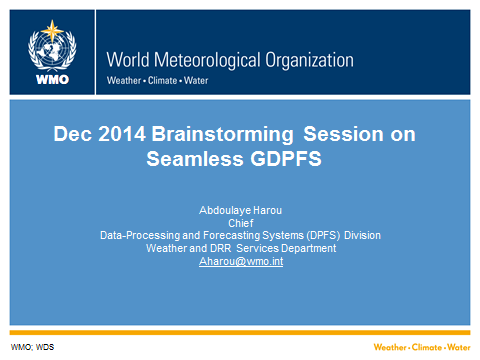 WMO
World Meteorological Organization
Weather • Climate • Water
Dec 2014 Brainstorming Session on
Seamless GDPFS
Abdoulaye Harou
Chief
Data-Processing and Forecasting Systems (DPFS) Division
Weather and DRR Services Department
Aharou@wmo.int
WMO; WDS
Weather • Climate • Water